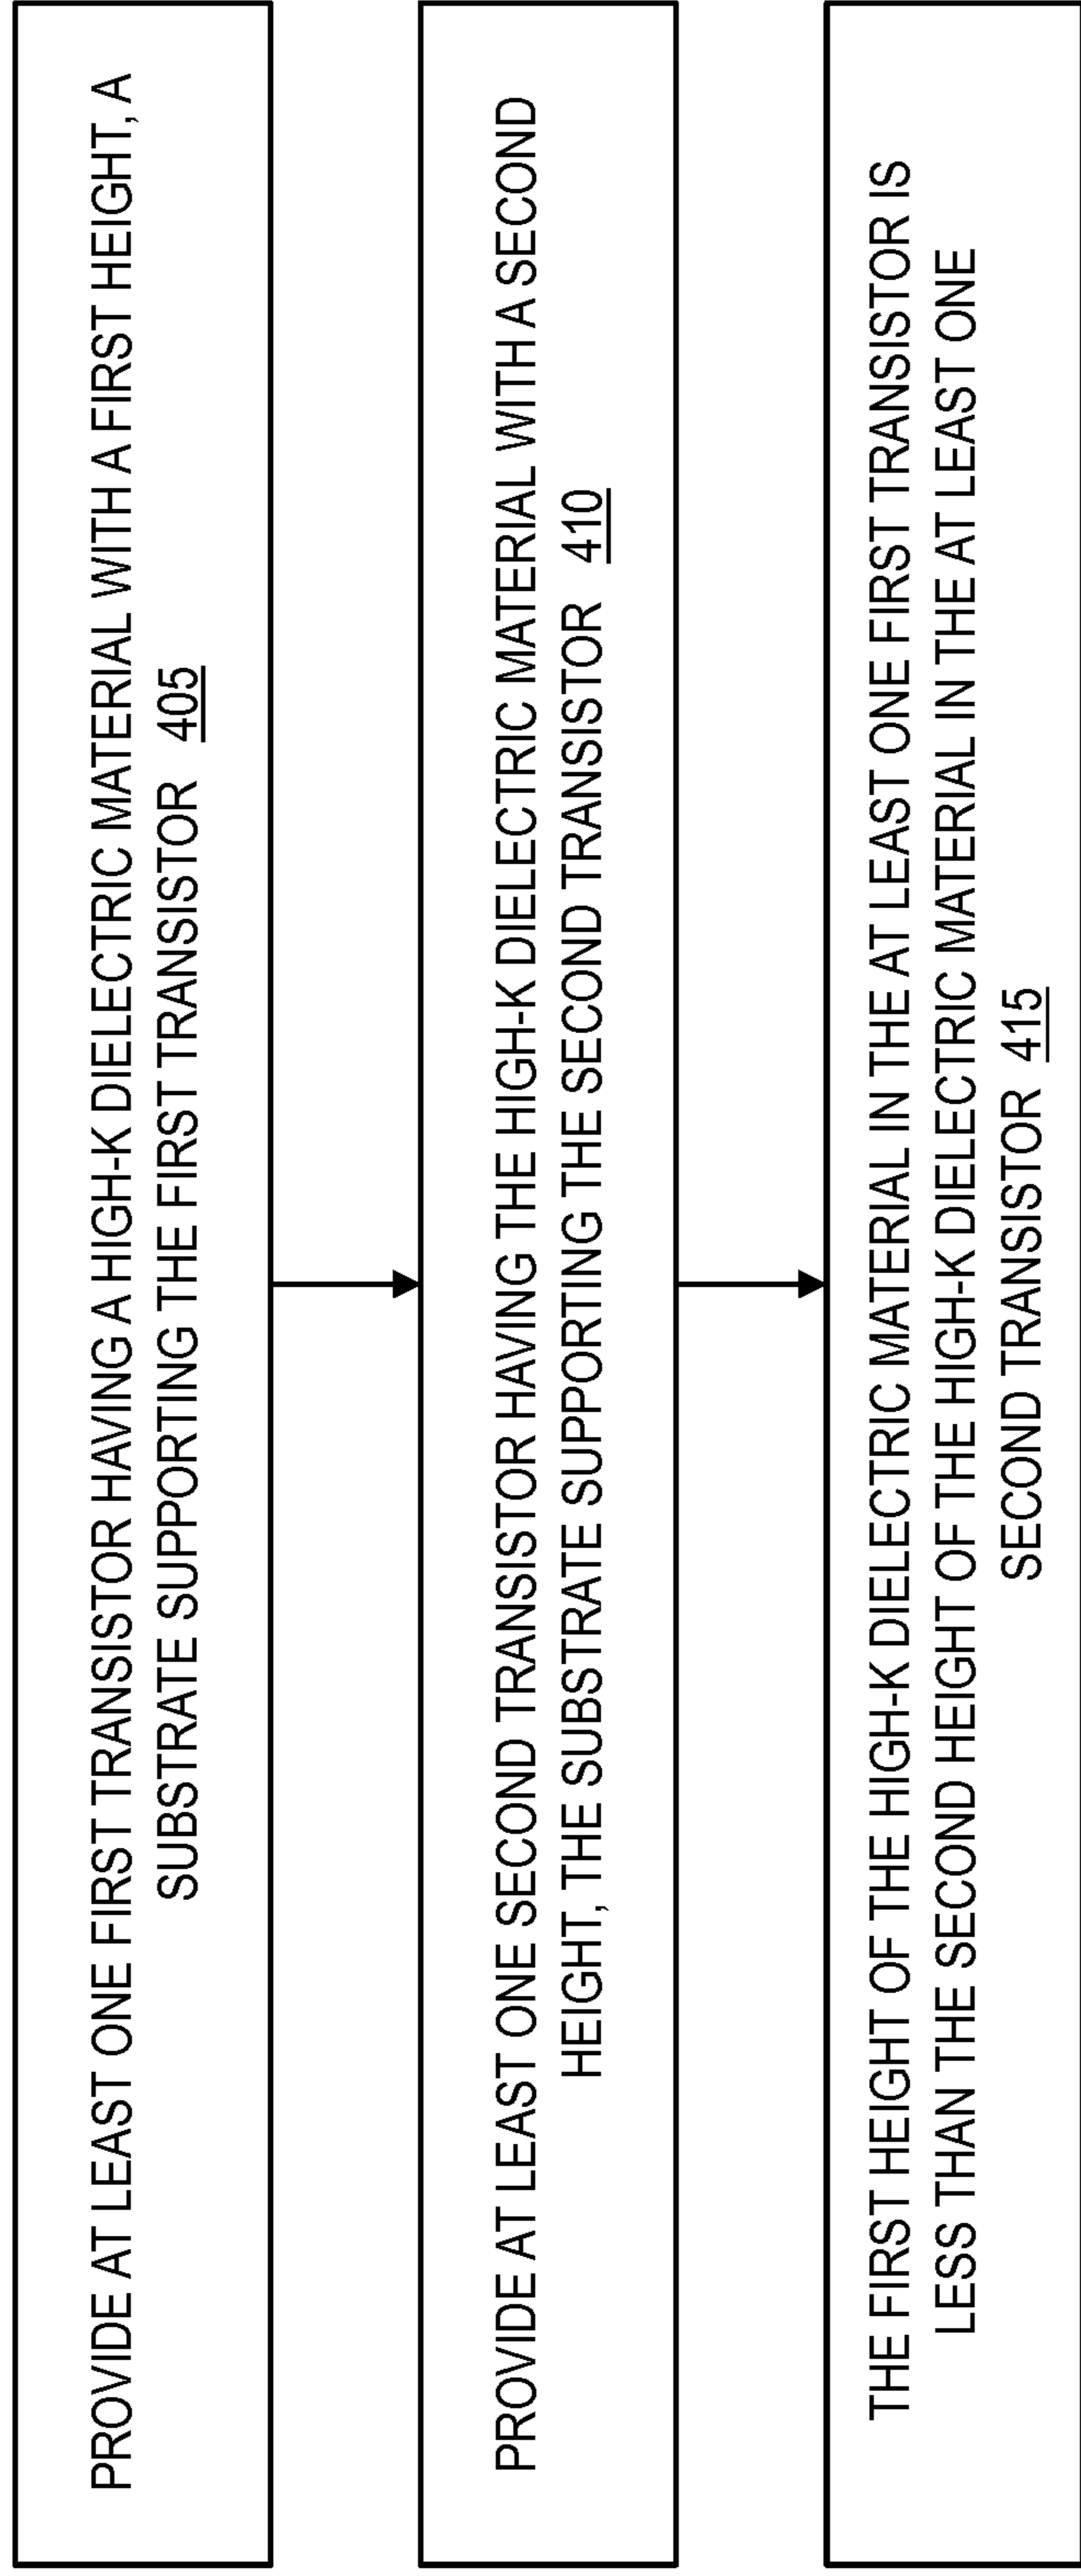 PROVIDE AT LEAST ONE FIRST TRANSISTOR HAVING A HIGH-K DIELECTRIC MATERIAL WITH A FIRST HEIGHT, A
SUBSTRATE SUPPORTING THE FIRST TRANSISTOR 405
PROVIDE AT LEAST ONE SECOND TRANSISTOR HAVING THE HIGH-K DIELECTRIC MATERIAL WITH A SECOND
HEIGHT, THE SUBSTRATE SUPPORTING THE SECOND TRANSISTOR 410
THE FIRST HEIGHT OF THE HIGH-K DIELECTRIC MATERIAL IN THE AT LEAST ONE FIRST TRANSISTOR IS
LESS THAN THE SECOND HEIGHT OF THE HIGH-K DIELECTRIC MATERIAL IN THE AT LEAST ONE
SECOND TRANSISTOR 415